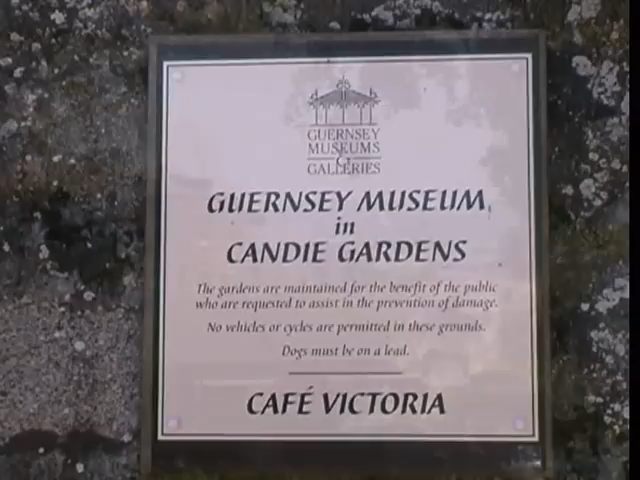 GUERNSEY
MUSEUMS
&
GALLERIES
GUERNSEY MUSEUM
in
CANDIE GARDENS
The gardens are maintained for the benefit of the public
who are requested to assist in the prevention of damage.
No vehicles or cycles are permitted in these grounds.
Dogs must be on a lead.
CAFÉ VICTORIA